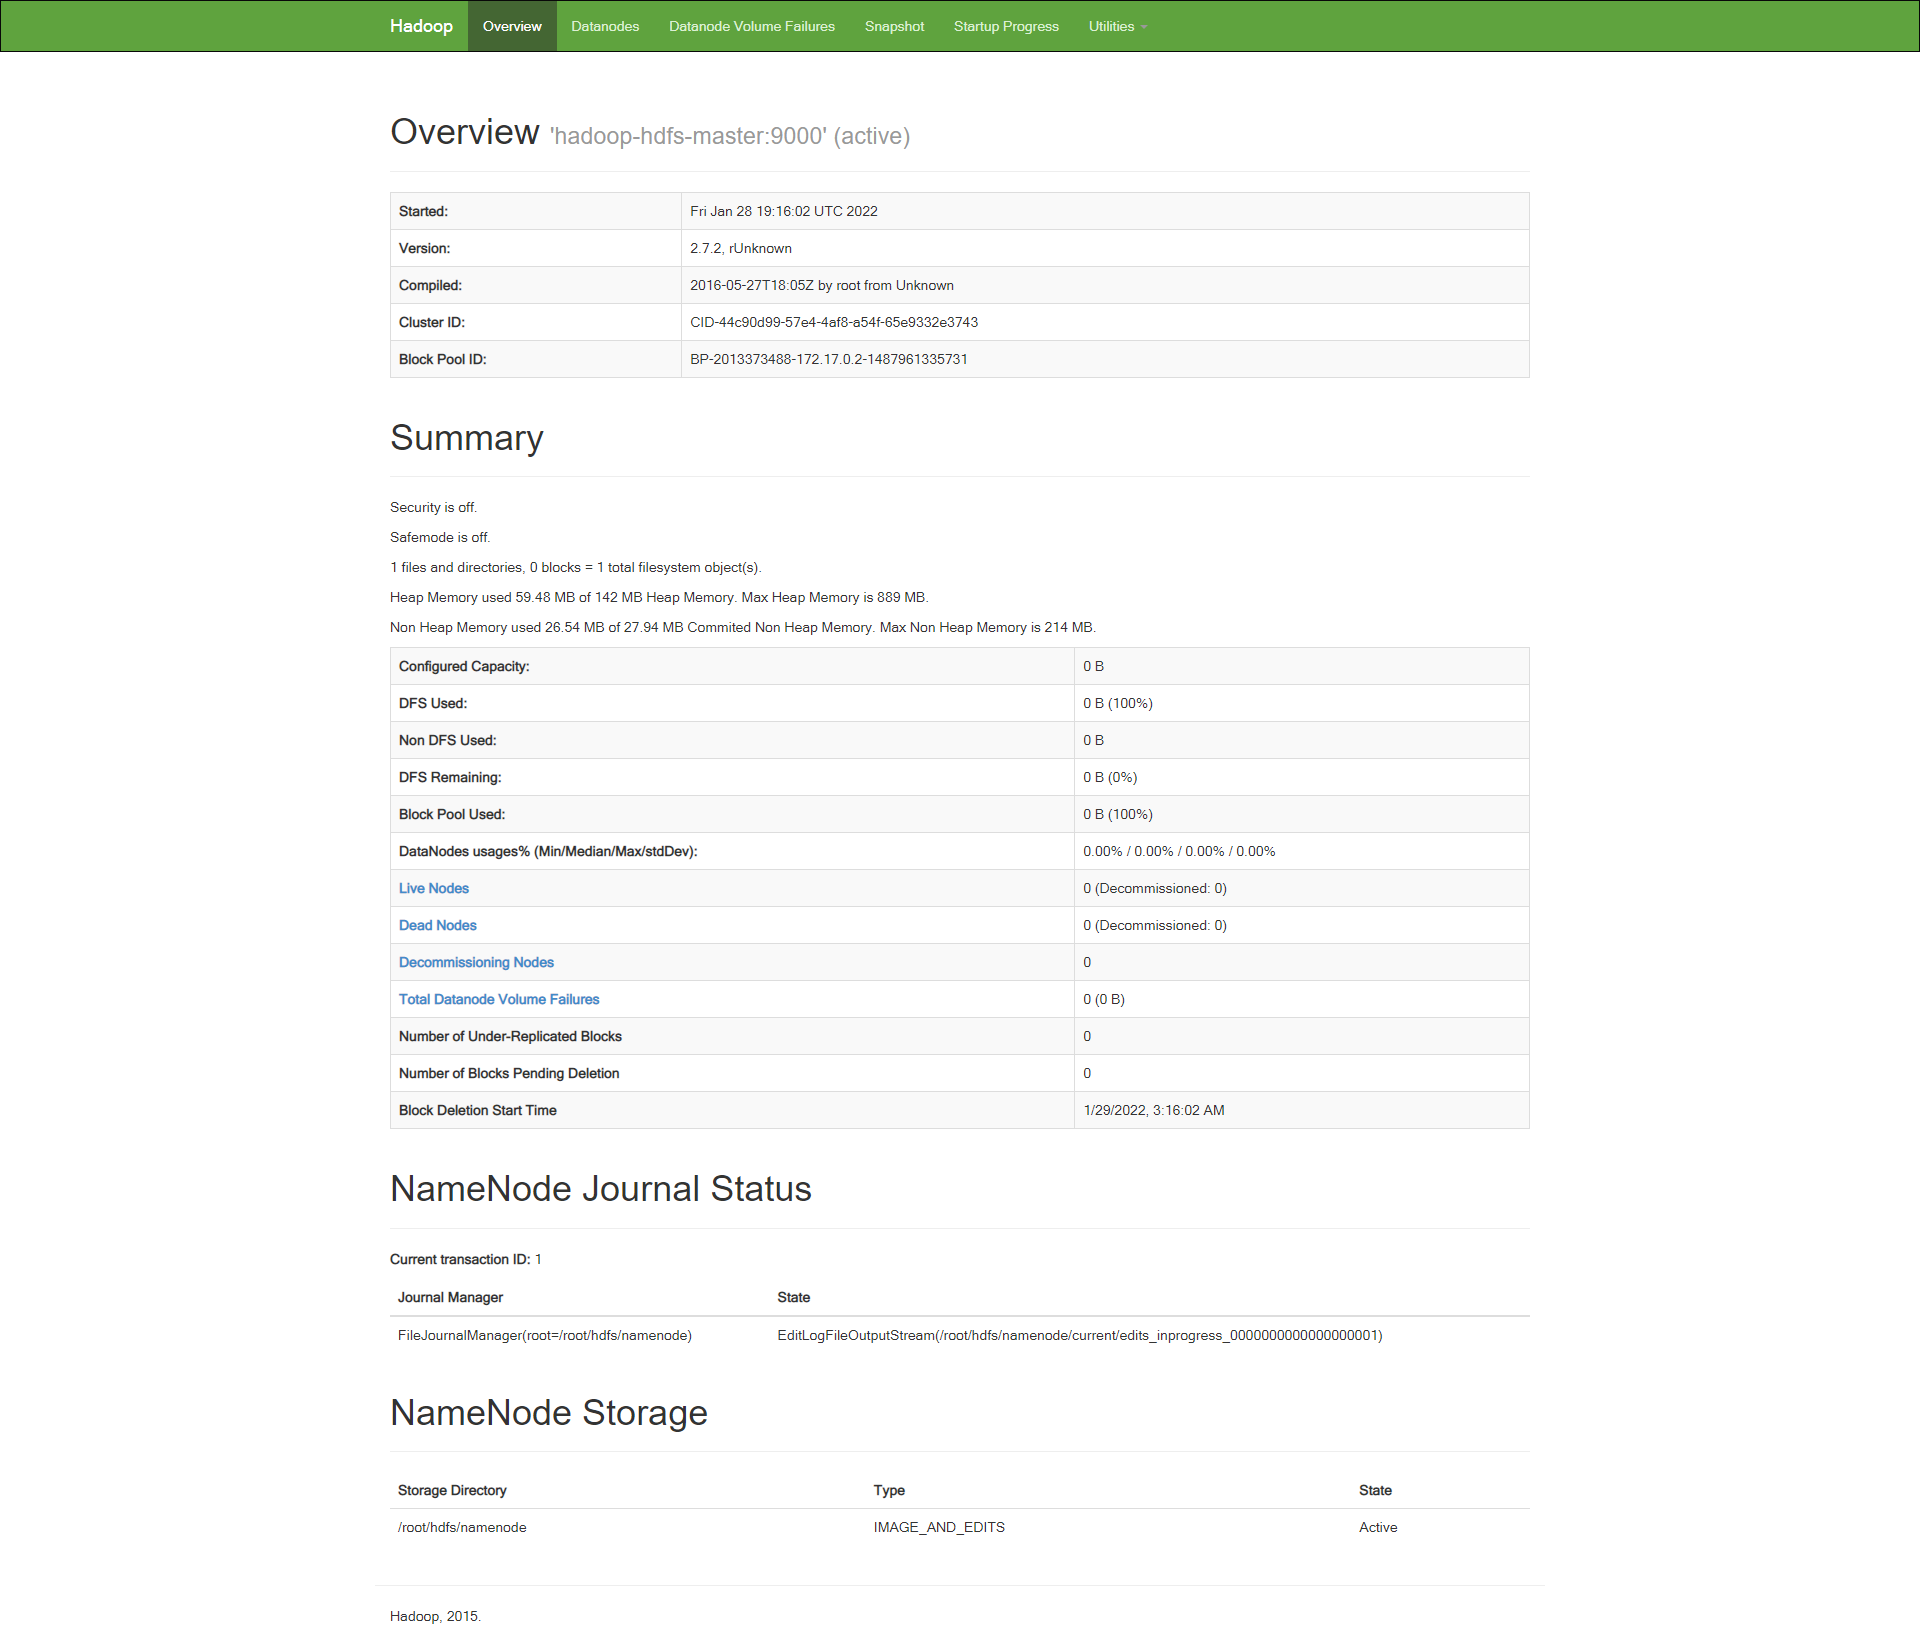 Hadoop Overview Datanodes Datanode Volume Failures Snapshot Startup Progress Utilities
Overview 'hadoop-hdfs-master:9000' (active)
Started: Fri Jan 28 19:16:02 UTC 2022
Version: 2.7.2, rUnknown
Compiled: 2016-05-27T18:05Z by root from Unknown
Cluster ID: CID-44c90d99-57e4-4af8-a54f-65e9332e3743
Block Pool ID: BP-2013373488-172.17.0.2-1487961335731
Summary
Security is off.
Safemode is off.
1 files and directories, 0 blocks = 1 total filesystem object(s).
Heap Memory used 59.48 MB of 142 MB Heap Memory. Max Heap Memory is 889 MB.
Non Heap Memory used 26.54 MB of 27.94 MB Commited Non Heap Memory. Max Non Heap Memory is 214 MB.
Configured Capacity: 0 B
DFS Used: 0 B (100%)
Non DFS Used: 0 B
DFS Remaining: 0 B (0%)
Block Pool Used: 0 B (100%)
DataNodes usages% (Min/Median/Max/stdDev): 0.00% / 0.00% / 0.00% / 0.00%
Live Nodes 0 (Decommissioned: 0)
Dead Nodes 0 (Decommissioned: 0)
Decommissioning Nodes 0
Total Datanode Volume Failures 0 (0 B)
Number of Under-Replicated Blocks 0
Number of Blocks Pending Deletion 0
Block Deletion Start Time 1/29/2022, 3:16:02 AM
NameNode Journal Status
Current transaction ID: 1
Journal Manager State
FileJournalManager(root=/root/hdfs/namenode) EditLogFileOutputStream(/root/hdfs/namenode/current/edits_inprogress_0000000000000000001)
NameNode Storage
Storage Directory Type State
/root/hdfs/namenode IMAGE_AND_EDITS Active
Hadoop, 2015.